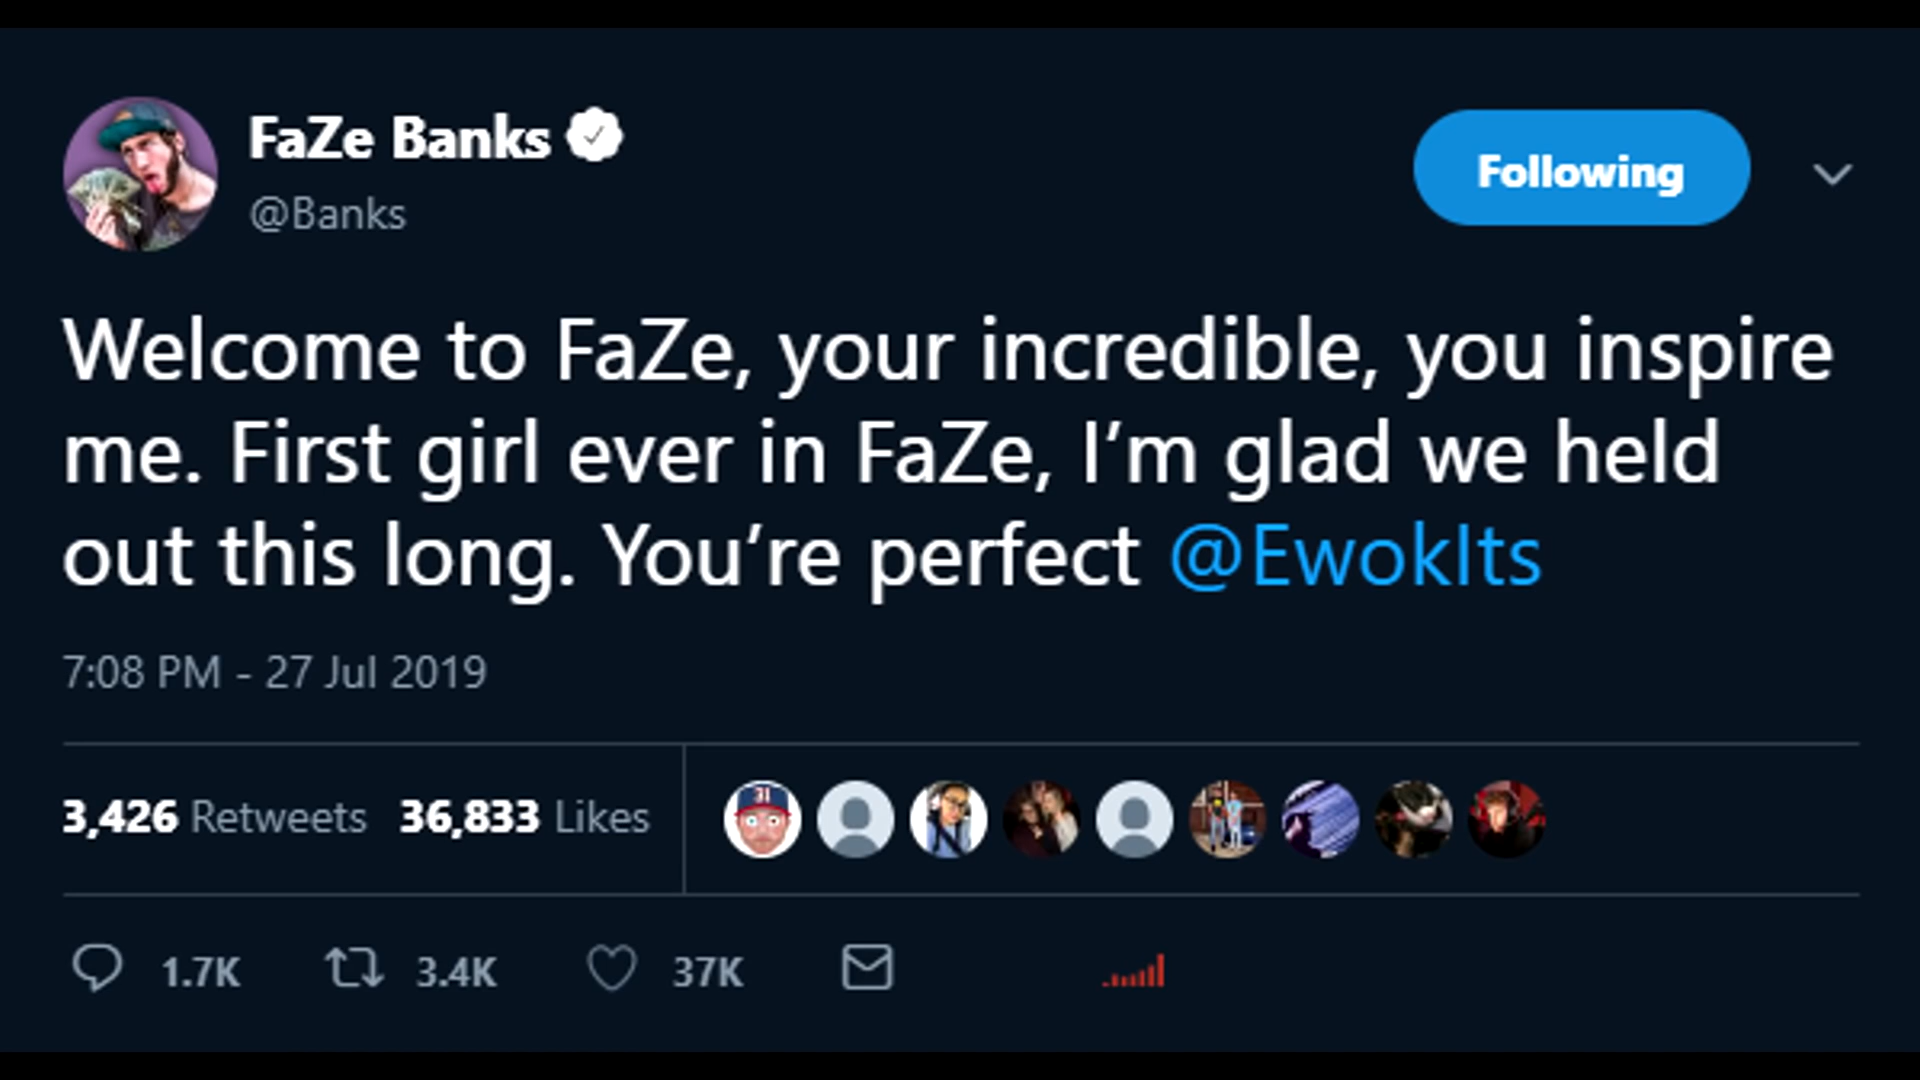 FaZe Banks
@Banks
Following
Welcome to FaZe, your incredible, you inspire
me. First girl ever in FaZe, I’m glad we held
out this long. You’re perfect @EwokIts
7:08 PM - 27 Jul 2019
3,426 Retweets 36,833 Likes
31
1.7K 3.4K 37K